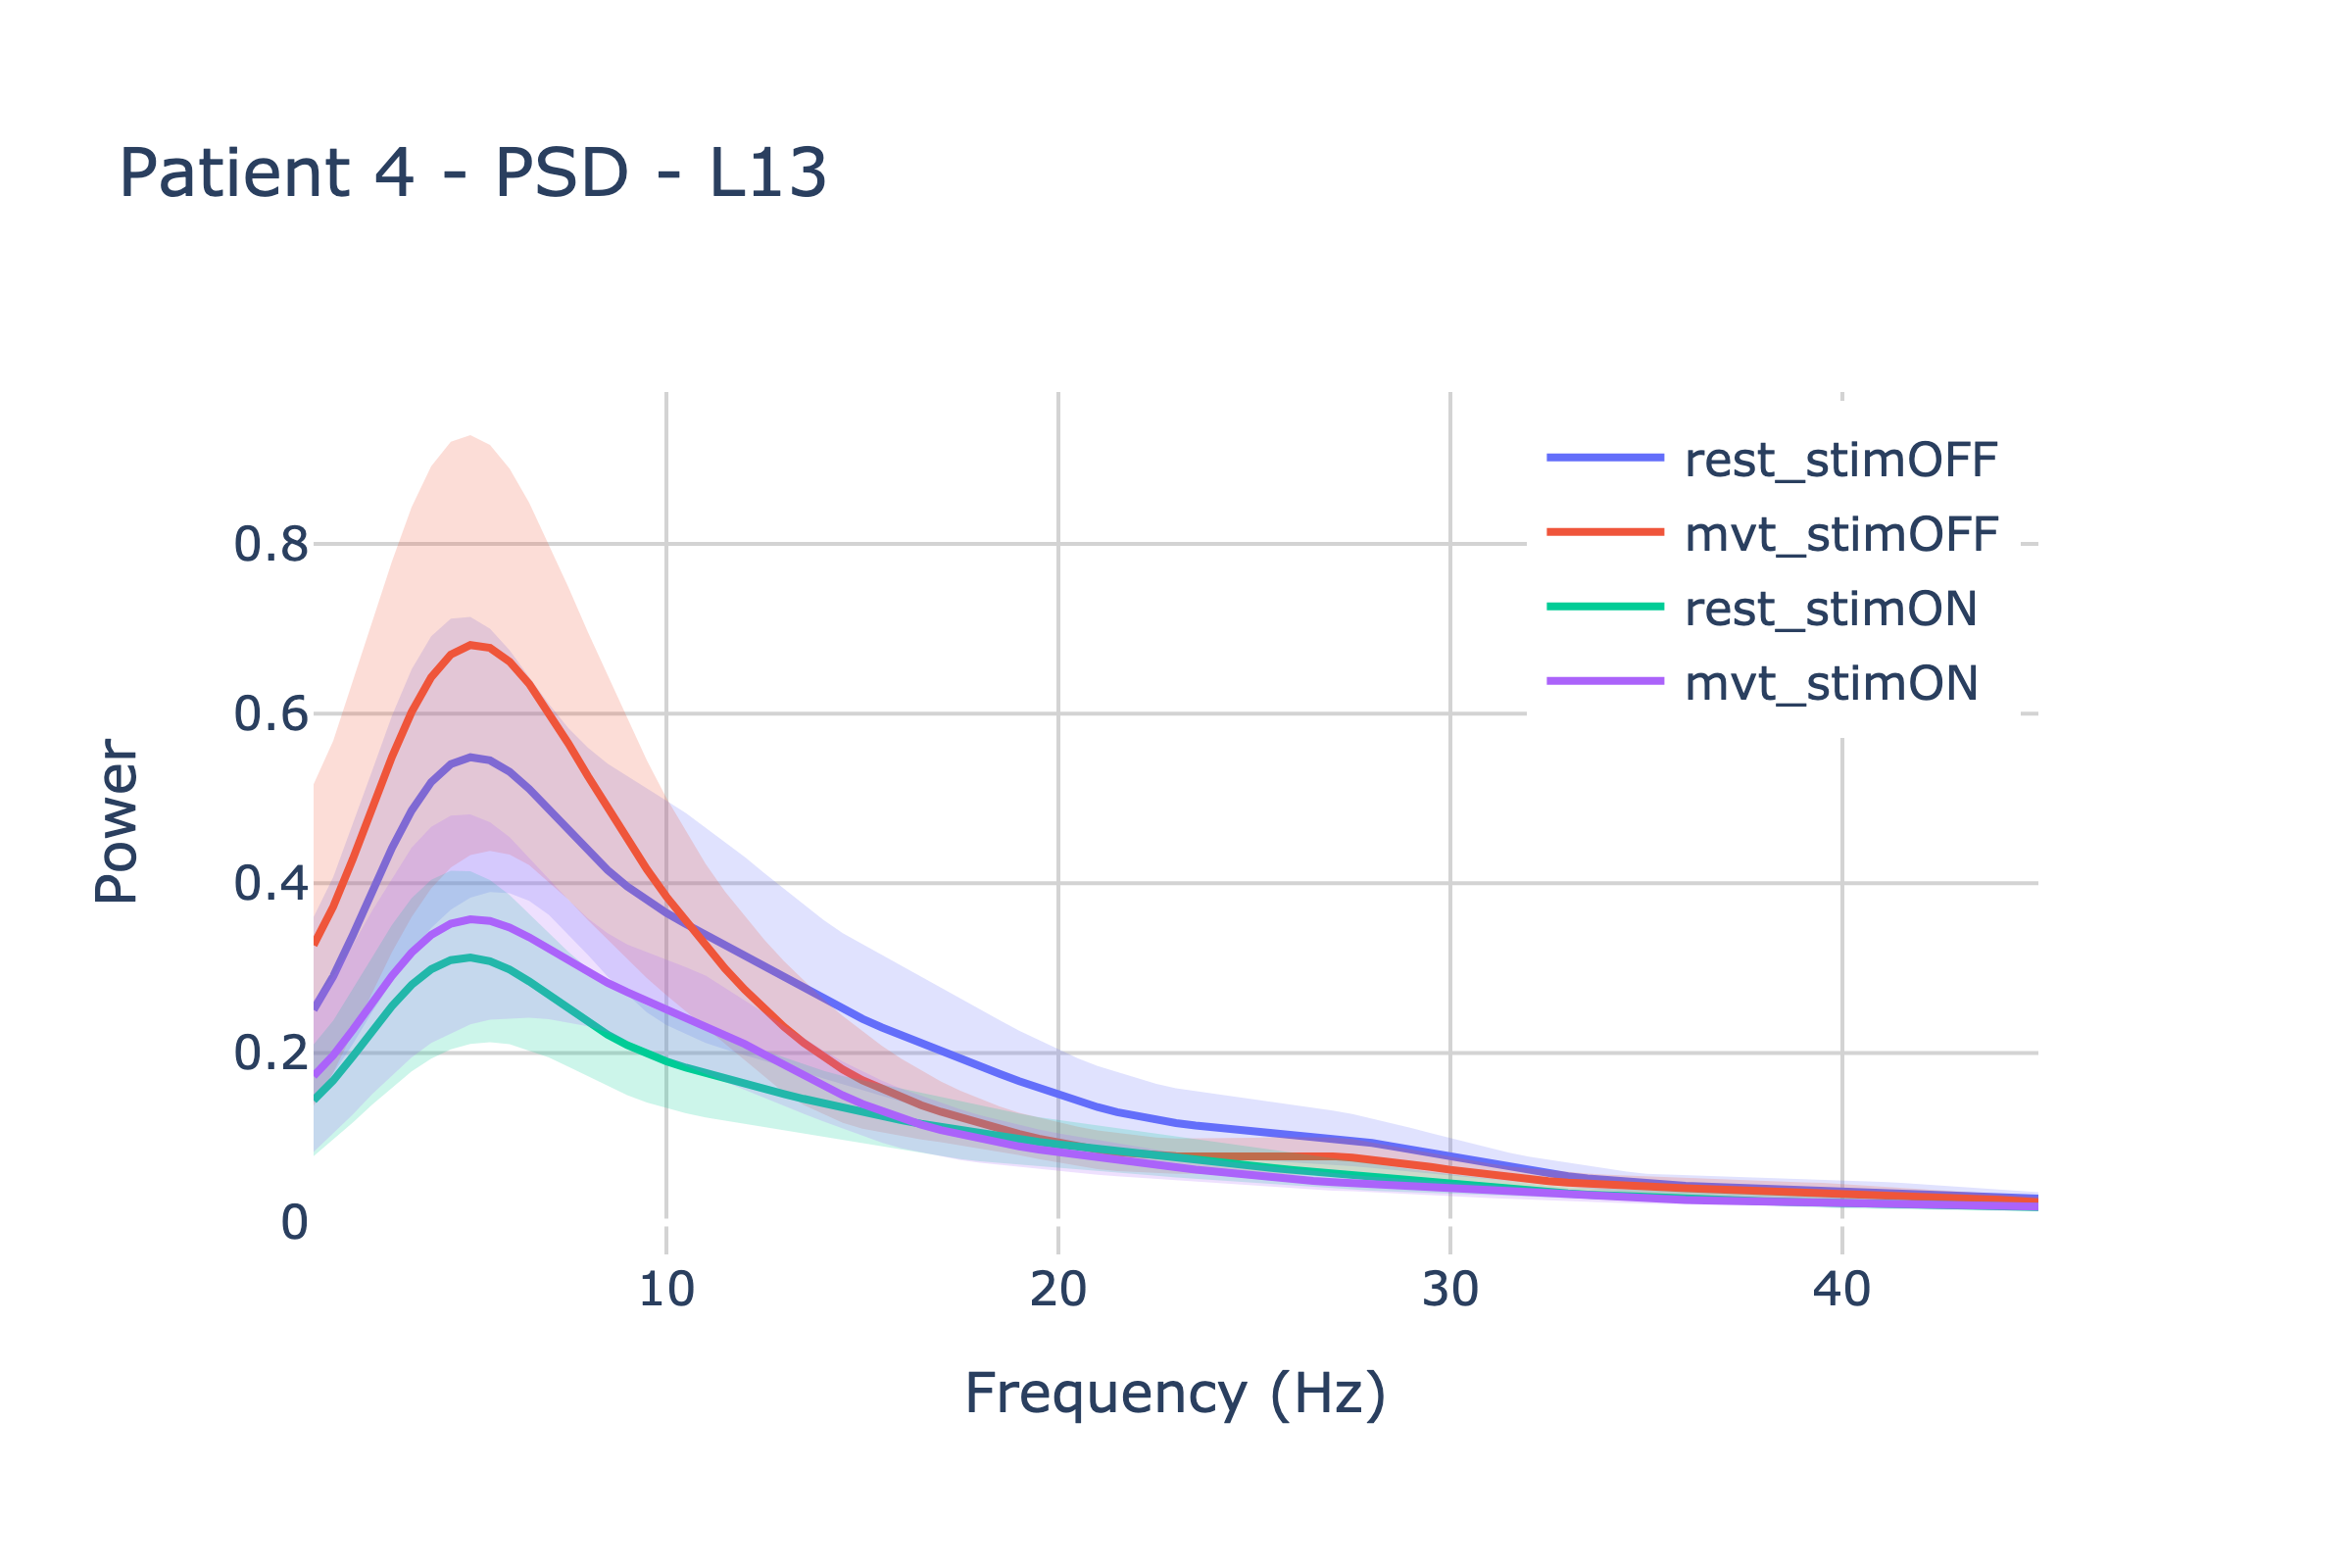 Patient 4 - PSD - L13
rest_stimOFF
mvt_stimOFF
rest_stimON
mvt_stimON
0.8
0.6
0.4
0.2
0
Power
10
20
30
40
Frequency (Hz)